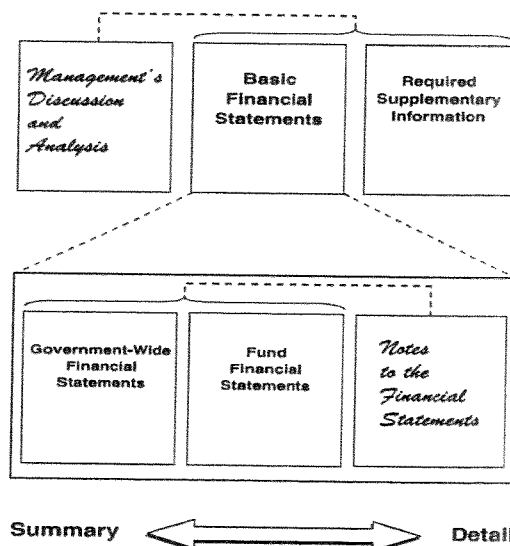 Management's
Discussion
and
Analysis
Basic
Financial
Statements
Required
Supplementary
Information
Government-Wide
Financial
Statements
Fund
Financial
Statements
Notes
to the
Financial
Statements
Summary
Detail